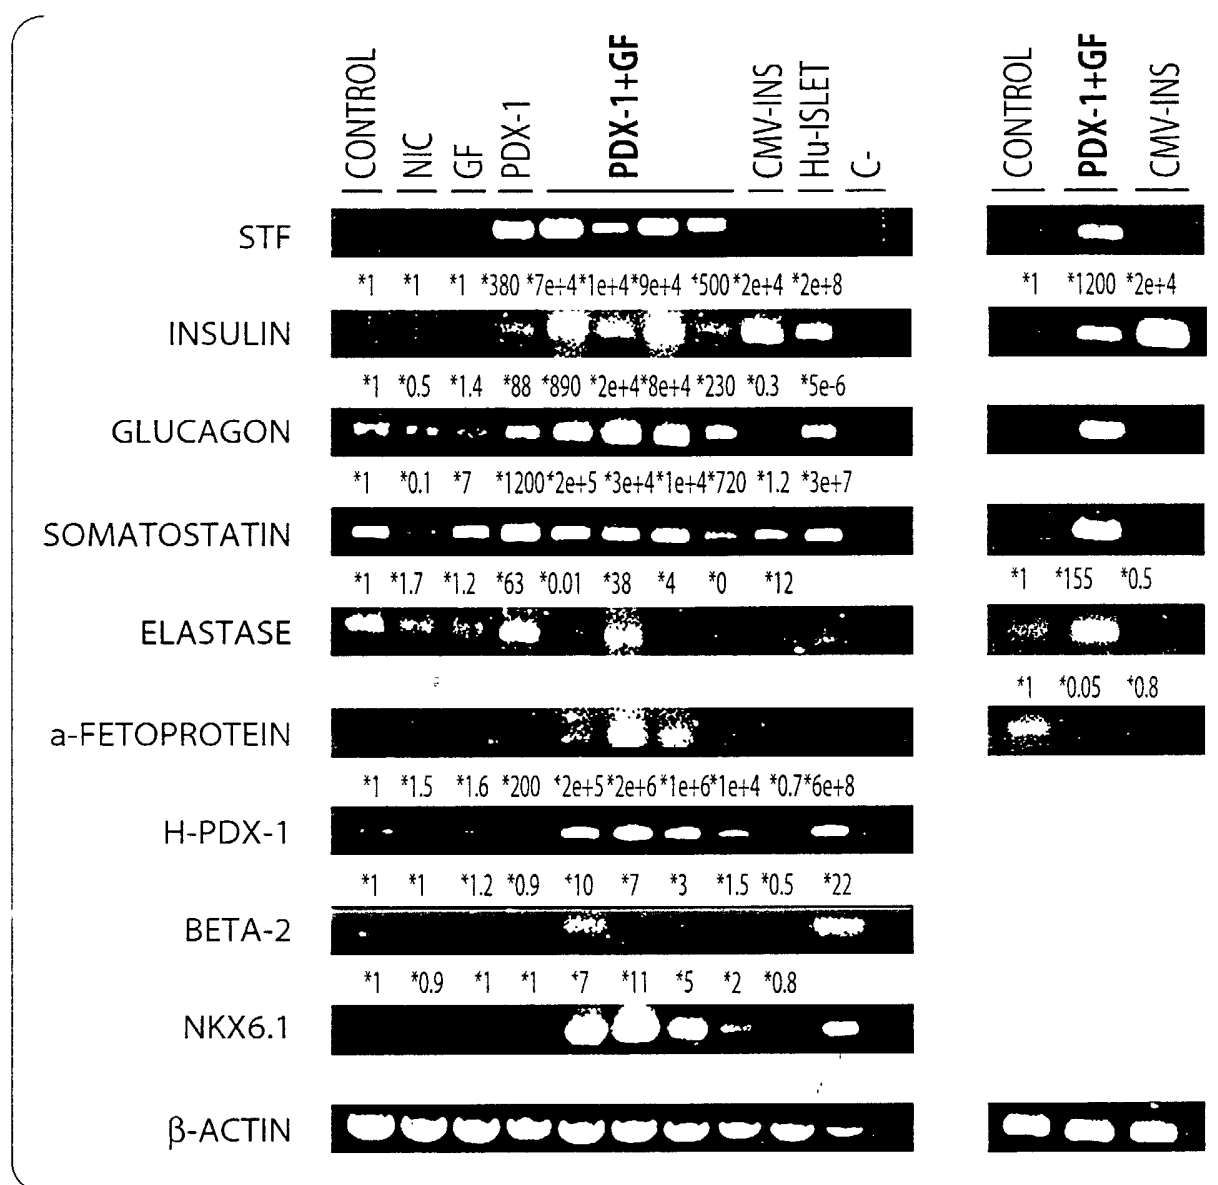 CONTROL NIC GF PDX-1 PDX-1+GF CMV-INS Hu-ISLET C- CONTROL PDX-1+GF CMV-INS
STF
*1 *1 *1 *380 *7e+4 *1e+4 *9e+4 *500 *2e+4 *2e+8 *1 *1200 *2e+4
INSULIN
*1 *0.5 *1.4 *88 *890 *2e+4 *8e+4 *230 *0.3 *5e-6
GLUCAGON
*1 *0.1 *7 *1200 *2e+5 *3e+4 *1e+4 *720 *1.2 *3e+7
SOMATOSTATIN
*1 *1.7 *1.2 *63 *0.01 *38 *4 *0 *12 *1 *155 *0.5
ELASTASE
*1 *0.05 *0.8
a-FETOPROTEIN
*1 *1.5 *1.6 *200 *2e+5 *2e+6 *1e+6 *1e+4 *0.7 *6e+8
H-PDX-1
*1 *1 *1.2 *0.9 *10 *7 *3 *1.5 *0.5 *22
BETA-2
*1 *0.9 *1 *1 *7 *11 *5 *2 *0.8
NKX6.1
β-ACTIN